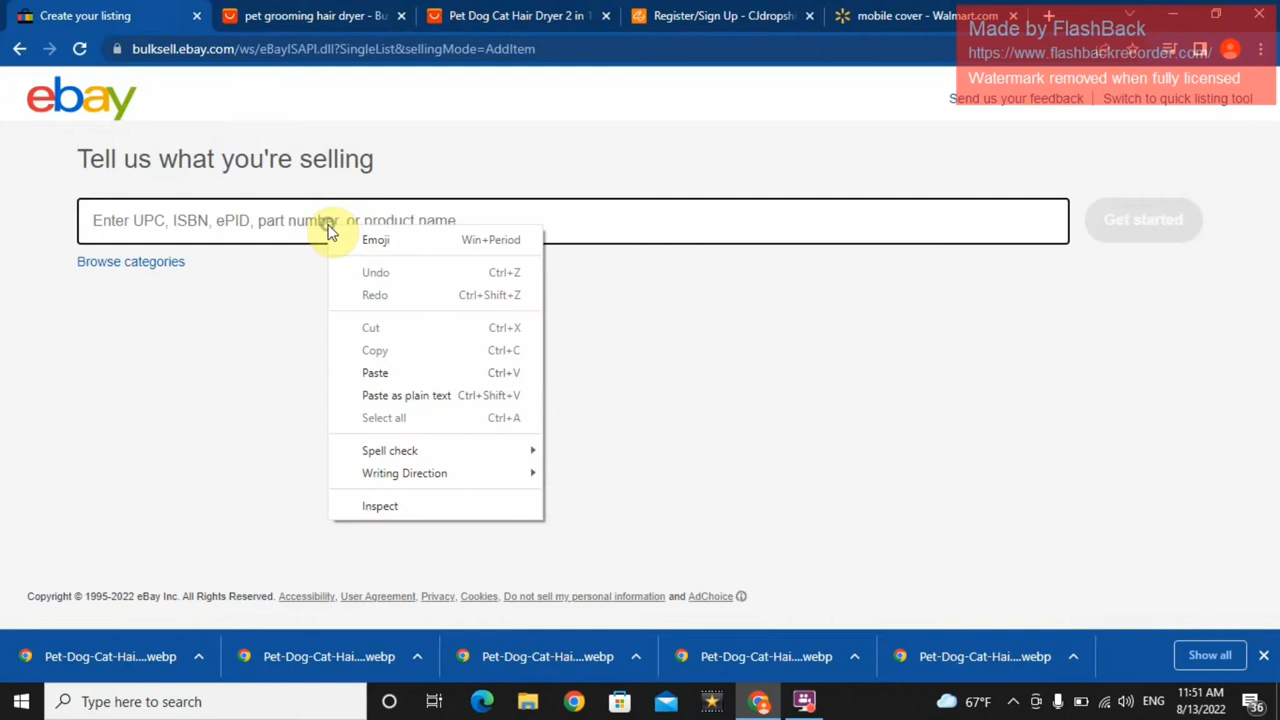 Create your listing
pet grooming hair dryer - Bu
Pet Dog Cat Hair Dryer 2 in 1
Register/Sign Up - CJdropsh
mobile cover - Walmart.com
Made by FlashBack
https://www.flashbackrecorder.com/
Watermark removed when fully licensed
bulksell.ebay.com/ws/eBayISAPI.dll?SingleList&sellingMode=AddItem
ebay
Send us your feedback | Switch to quick listing tool
Tell us what you're selling
Enter UPC, ISBN, ePID, part number, or product name
Get started
Browse categories
Emoji Win+Period
Undo Ctrl+Z
Redo Ctrl+Shift+Z
Cut Ctrl+X
Copy Ctrl+C
Paste Ctrl+V
Paste as plain text Ctrl+Shift+V
Select all Ctrl+A
Spell check
Writing Direction
Inspect
Copyright © 1995-2022 eBay Inc. All Rights Reserved. Accessibility, User Agreement, Privacy, Cookies, Do not sell my personal information and AdChoice
Pet-Dog-Cat-Hai....webp
Pet-Dog-Cat-Hai....webp
Pet-Dog-Cat-Hai....webp
Pet-Dog-Cat-Hai....webp
Pet-Dog-Cat-Hai....webp
Show all
Type here to search
67°F
ENG
11:51 AM
8/13/2022
36